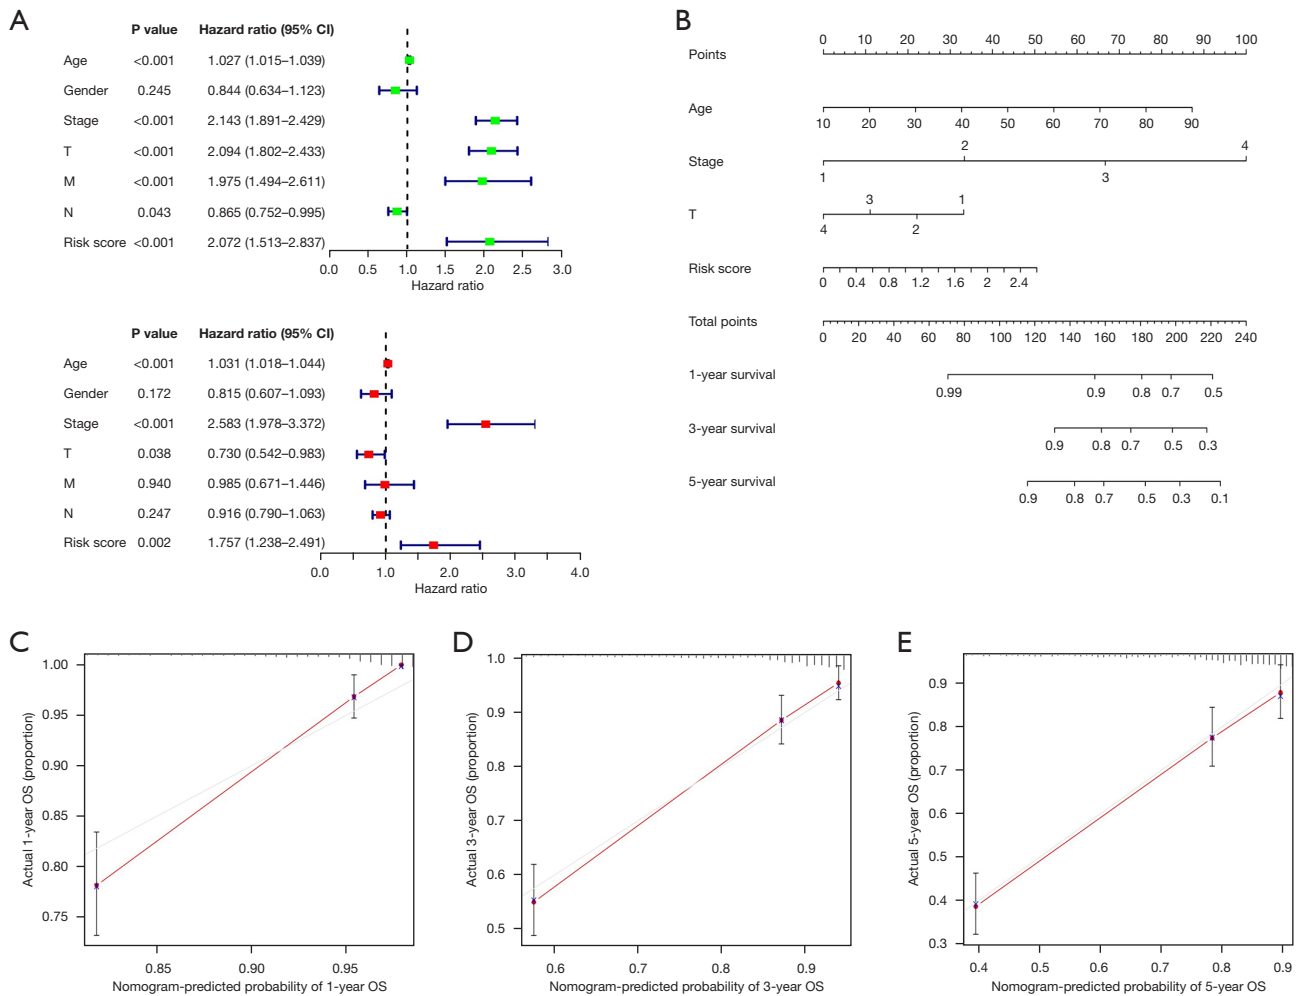 A
P value Hazard ratio (95% CI)
Age <0.001 1.027 (1.015–1.039)
Gender 0.245 0.844 (0.634–1.123)
Stage <0.001 2.143 (1.891–2.429)
T <0.001 2.094 (1.802–2.433)
M <0.001 1.975 (1.494–2.611)
N 0.043 0.865 (0.752–0.995)
Risk score <0.001 2.072 (1.513–2.837)
0.0 0.5 1.0 1.5 2.0 2.5 3.0
Hazard ratio
P value Hazard ratio (95% CI)
Age <0.001 1.031 (1.018–1.044)
Gender 0.172 0.815 (0.607–1.093)
Stage <0.001 2.583 (1.978–3.372)
T 0.038 0.730 (0.542–0.983)
M 0.940 0.985 (0.671–1.446)
N 0.247 0.916 (0.790–1.063)
Risk score 0.002 1.757 (1.238–2.491)
0.0 1.0 2.0 3.0 4.0
Hazard ratio
B
0 10 20 30 40 50 60 70 80 90 100
Points
Age
10 20 30 40 50 60 70 80 90
2 4
Stage
1 3
3 1
T
4 2
Risk score
0 0.4 0.8 1.2 1.6 2 2.4
Total points
0 20 40 60 80 100 120 140 160 180 200 220 240
1-year survival
0.99 0.9 0.8 0.7 0.5
3-year survival
0.9 0.8 0.7 0.5 0.3
5-year survival
0.9 0.8 0.7 0.5 0.3 0.1
C
Actual 1-year OS (proportion)
1.00
0.95
0.90
0.85
0.80
0.75
0.85 0.90 0.95
Nomogram-predicted probability of 1-year OS
D
Actual 3-year OS (proportion)
1.0
0.9
0.8
0.7
0.6
0.5
0.6 0.7 0.8 0.9
Nomogram-predicted probability of 3-year OS
E
Actual 5-year OS (proportion)
0.9
0.8
0.7
0.6
0.5
0.4
0.3
0.4 0.5 0.6 0.7 0.8 0.9
Nomogram-predicted probability of 5-year OS